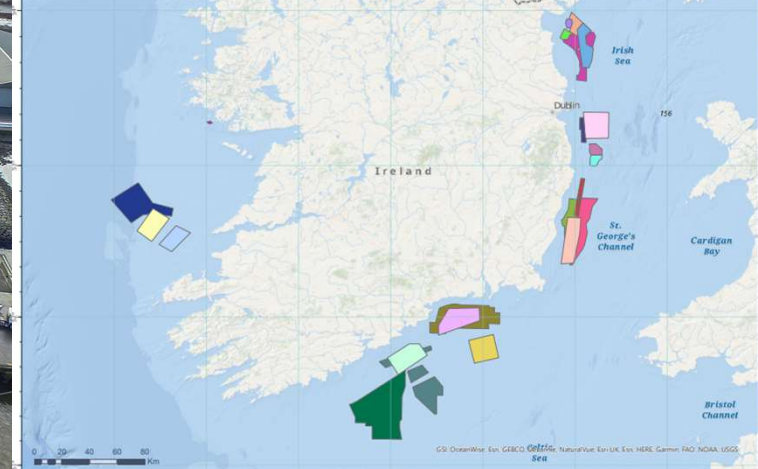 Irish
Sea
Dublin
156
Ireland
St.
George's
Channel
Cardigan
Bay
Bristol
Channel
Celtic
Sea
GSI, OceanWise, Esri, GEBCO, Garmin, NaturalVue, Esri UK, Esri, HERE, Garmin, FAO, NOAA, USGS
0 20 40 60 80
Km